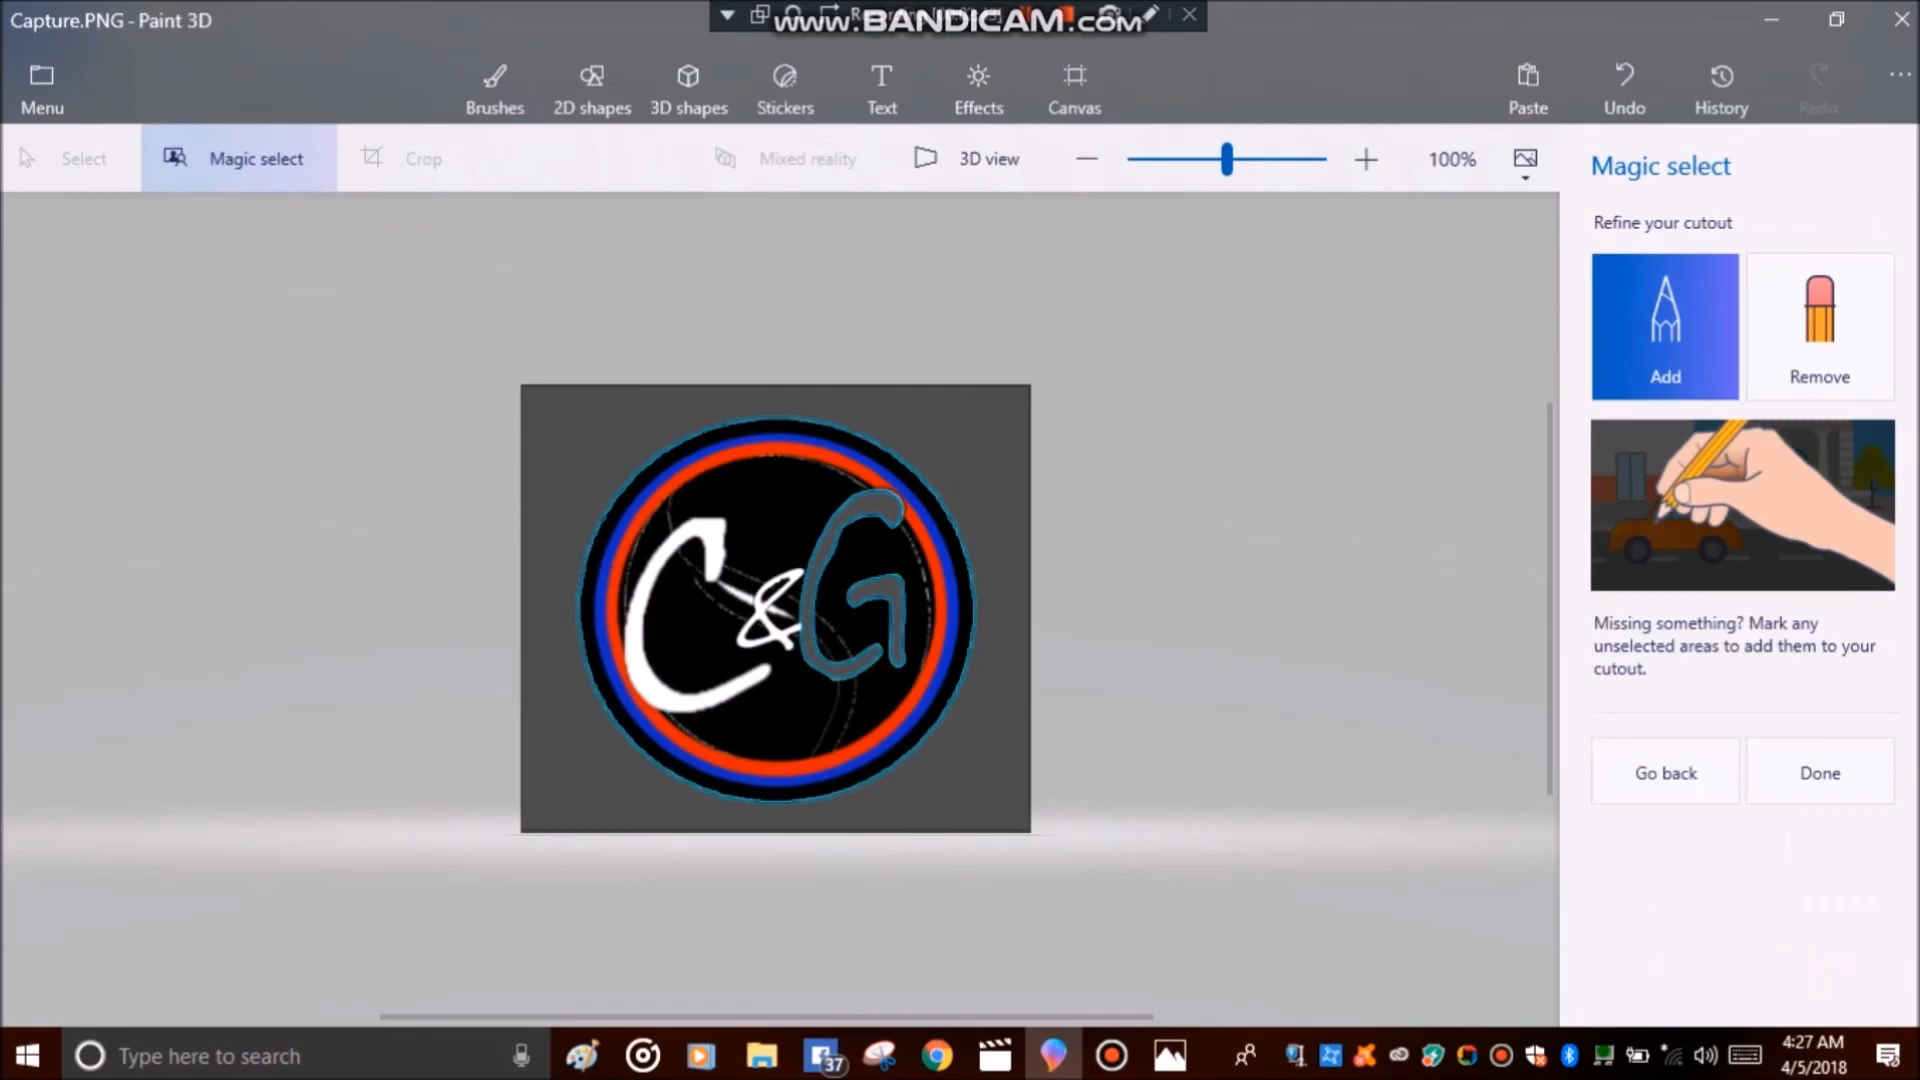 Capture.PNG - Paint 3D
www.BANDICAM.com
Menu
Brushes
2D shapes
3D shapes
Stickers
Text
Effects
Canvas
Paste
Undo
History
Redo
Select
Magic select
Crop
Mixed reality
3D view
100%
Magic select
Refine your cutout
Add
Remove
Missing something? Mark any
unselected areas to add them to your
cutout.
Go back
Done
C&G
Type here to search
37
4:27 AM
4/5/2018